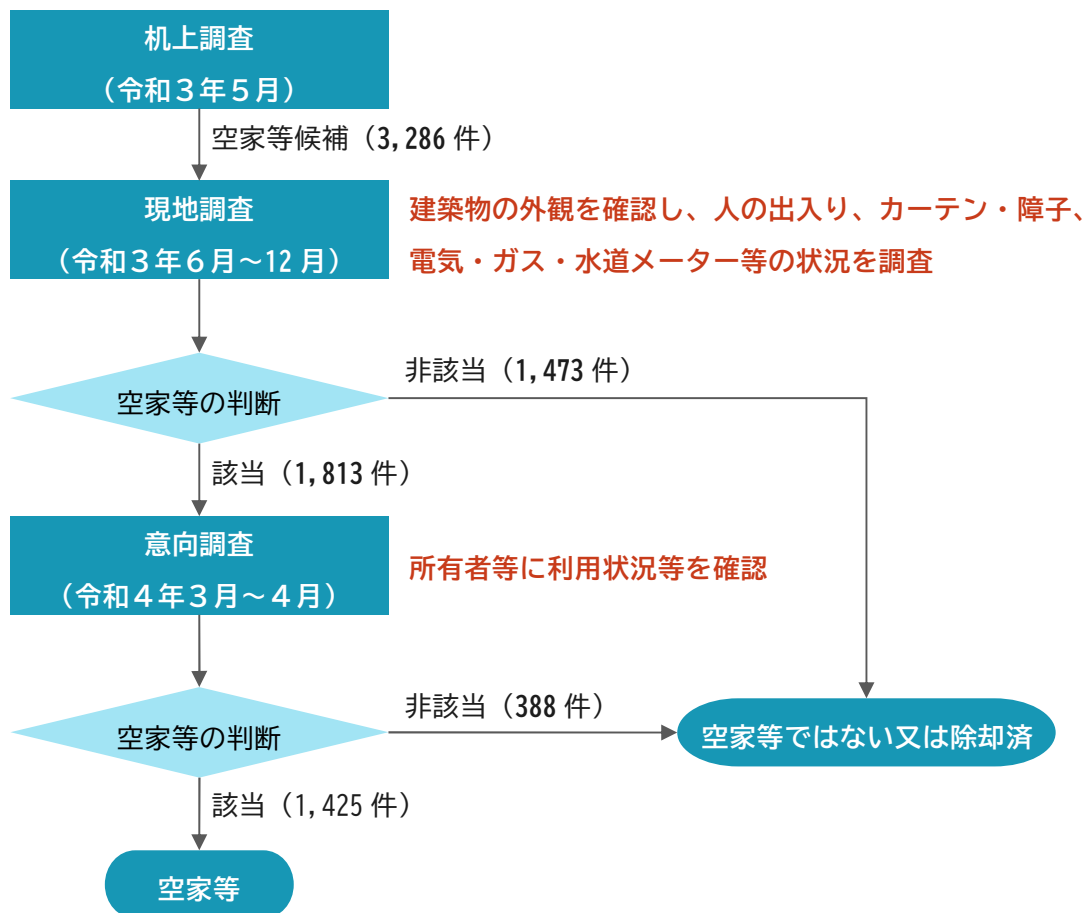 机上調査
（令和３年５月）
空家等候補（3,286 件）
現地調査
（令和３年６月～12 月）
建築物の外観を確認し、人の出入り、カーテン・障子、
電気・ガス・水道メーター等の状況を調査
空家等の判断
非該当（1,473 件）
該当（1,813 件）
意向調査
（令和４年３月～４月）
所有者等に利用状況等を確認
空家等の判断
非該当（388 件）
空家等ではない又は除却済
該当（1,425 件）
空家等